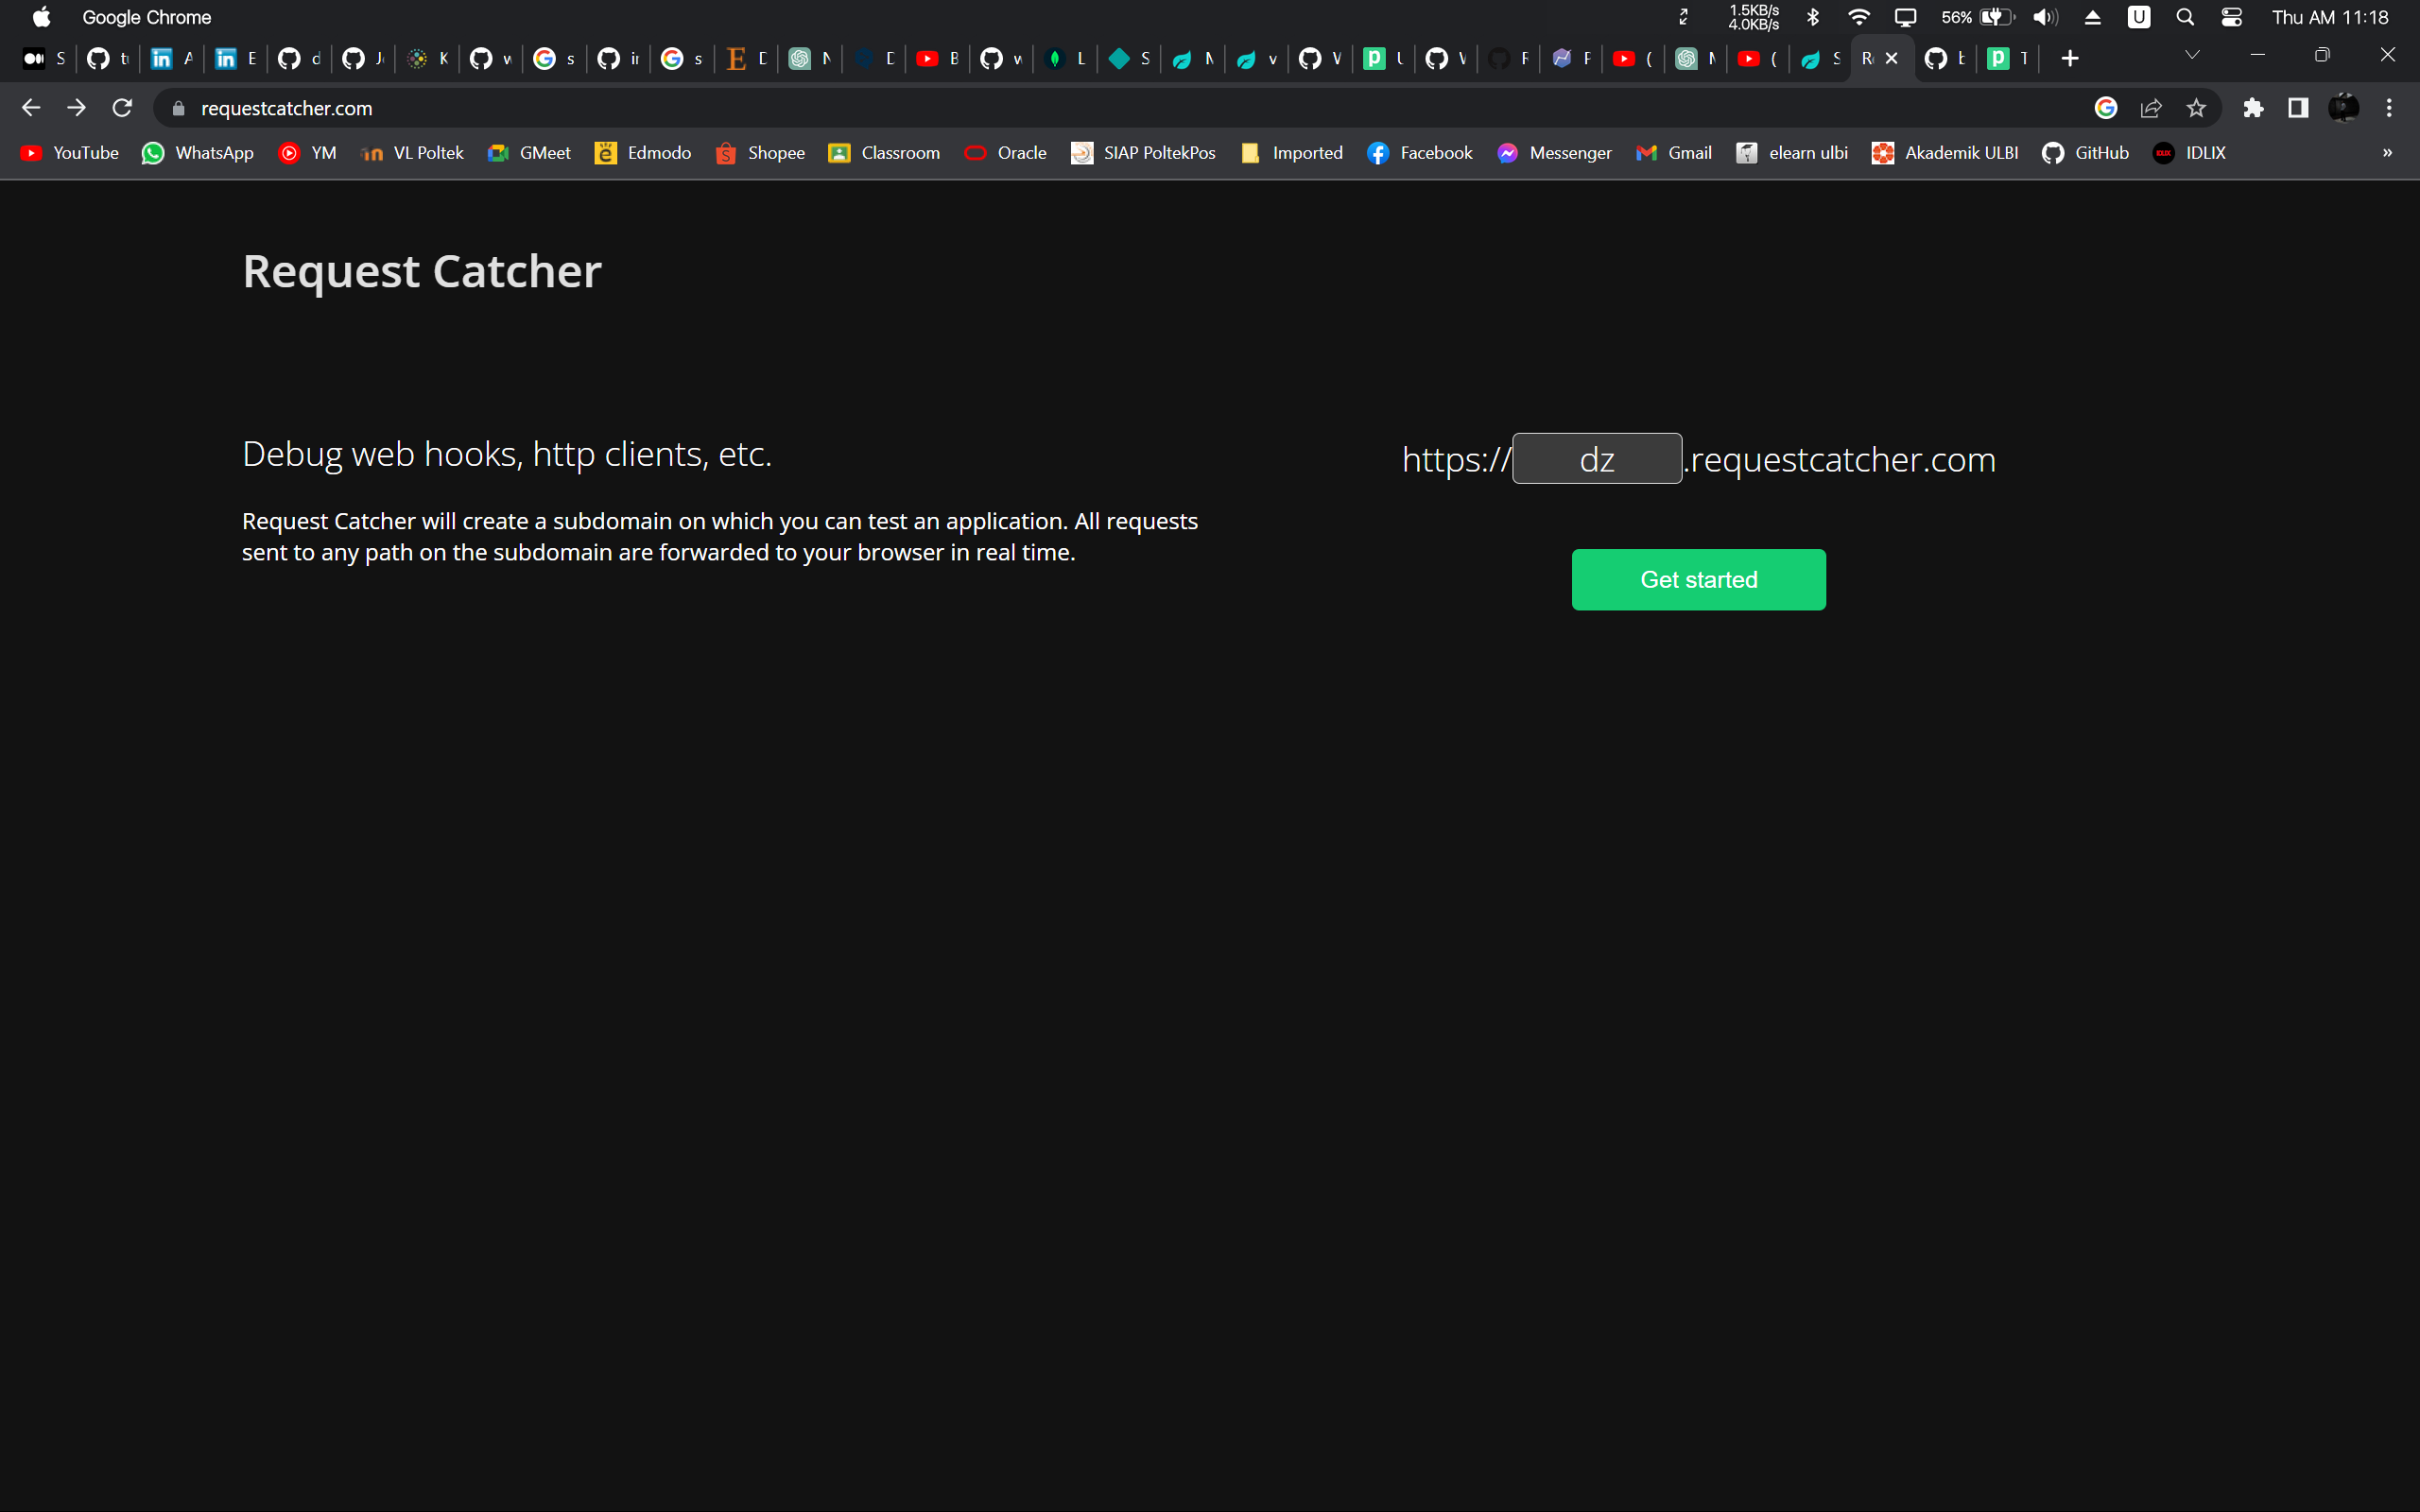 Google Chrome
1.5KB/s
4.0KB/s
56%
U
Thu AM 11:18
requestcatcher.com
YouTube
WhatsApp
YM
VL Poltek
GMeet
Edmodo
Shopee
Classroom
Oracle
SIAP PoltekPos
Imported
Facebook
Messenger
Gmail
elearn ulbi
Akademik ULBI
GitHub
IDLIX
»
Request Catcher
Debug web hooks, http clients, etc.
Request Catcher will create a subdomain on which you can test an application. All requests
sent to any path on the subdomain are forwarded to your browser in real time.
https://dz.requestcatcher.com
Get started